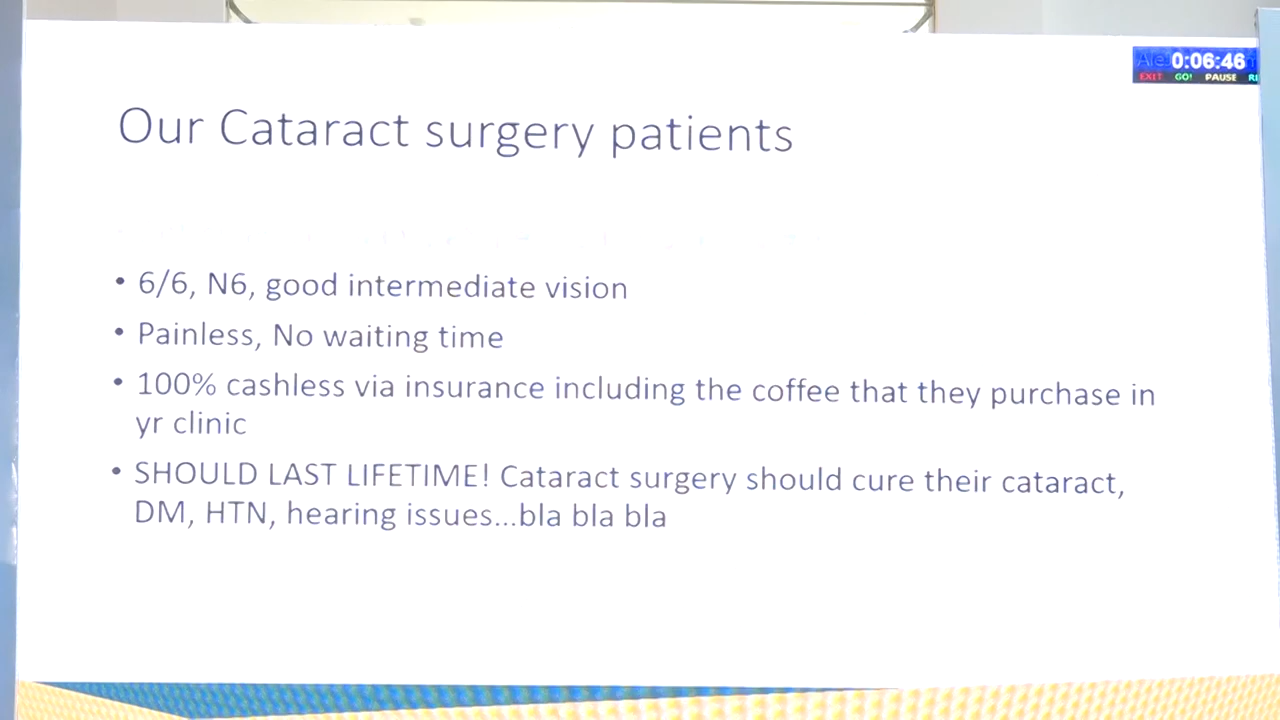 0:06:46
EXIT GO! PAUSE
Our Cataract surgery patients
• 6/6, N6, good intermediate vision
• Painless, No waiting time
• 100% cashless via insurance including the coffee that they purchase in
yr clinic
• SHOULD LAST LIFETIME! Cataract surgery should cure their cataract,
DM, HTN, hearing issues...bla bla bla